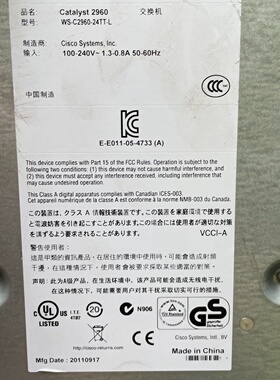 品名: Catalyst 2960 交换机
型号: WS-C2960-24TT-L
制造商: Cisco Systems, Inc.
输入: 100-240V~ 1.3-0.8A 50-60Hz
中国制造
CCC
E-E011-05-4733 (A)
This device complies with Part 15 of the FCC Rules. Operation is subject to
the following two conditions: (1) This device may not cause harmful
interference, and (2) this device must accept any interference received,
including interference that may cause undesired operation.
This Class A digital apparatus complies with Canadian ICES-003
Cet appareil numérique de la classe A est conforme à la norme NMB-003 du Canada.
この装置は、クラス A 情報技術装置です。この装置を家庭環境で使用すると
電波妨害を引き起こすことがあります。この場合には使用者が適切な対策を
講ずるよう要求されることがあります。 VCCI-A
警告使用者:
這是甲類的資訊產品,在居住的環境中使用時,可能會造成射頻
干擾,在這種情況下,使用者會被要求採取某些適當的對策。
声明: 此为A级产品,在生活环境中,该产品可能会造成无线电干扰,
在这种情况下,可能需要用户对其干扰采取切实可行的措施。
c UL US LISTED
I.T.E.
41B2
N906
GS
http://cisco-returns.com
Cisco Systems, Intl. BV
Mfg Date: 20110917
Made in China